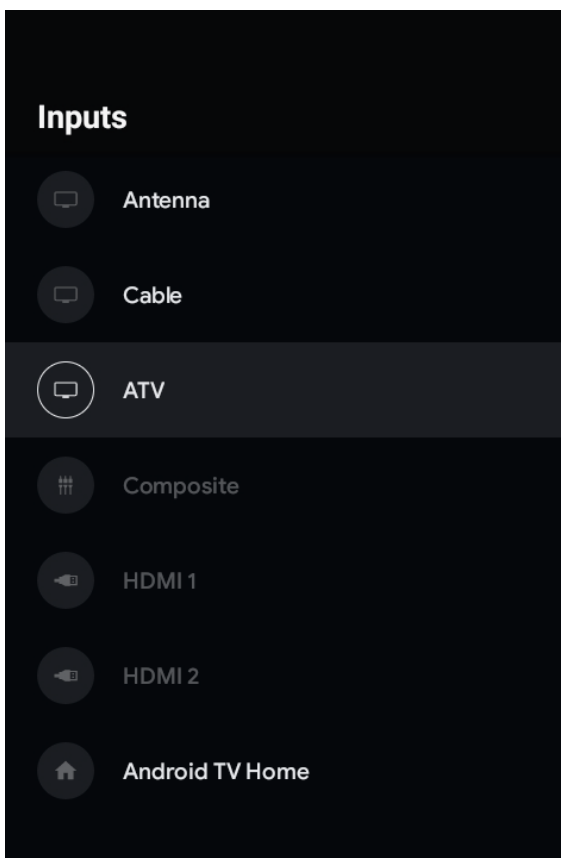 Inputs
Antenna
Cable
ATV
Composite
HDMI 1
HDMI 2
Android TV Home